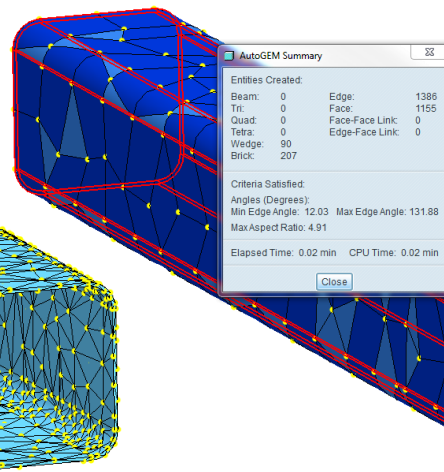 AutoGEM Summary
Entities Created:
Beam: 0 Edge: 1386
Tri: 0 Face: 1155
Quad: 0 Face-Face Link: 0
Tetra: 0 Edge-Face Link: 0
Wedge: 90
Brick: 207
Criteria Satisfied:
Angles (Degrees):
Min Edge Angle: 12.03 Max Edge Angle: 131.88
Max Aspect Ratio: 4.91
Elapsed Time: 0.02 min CPU Time: 0.02 min
Close